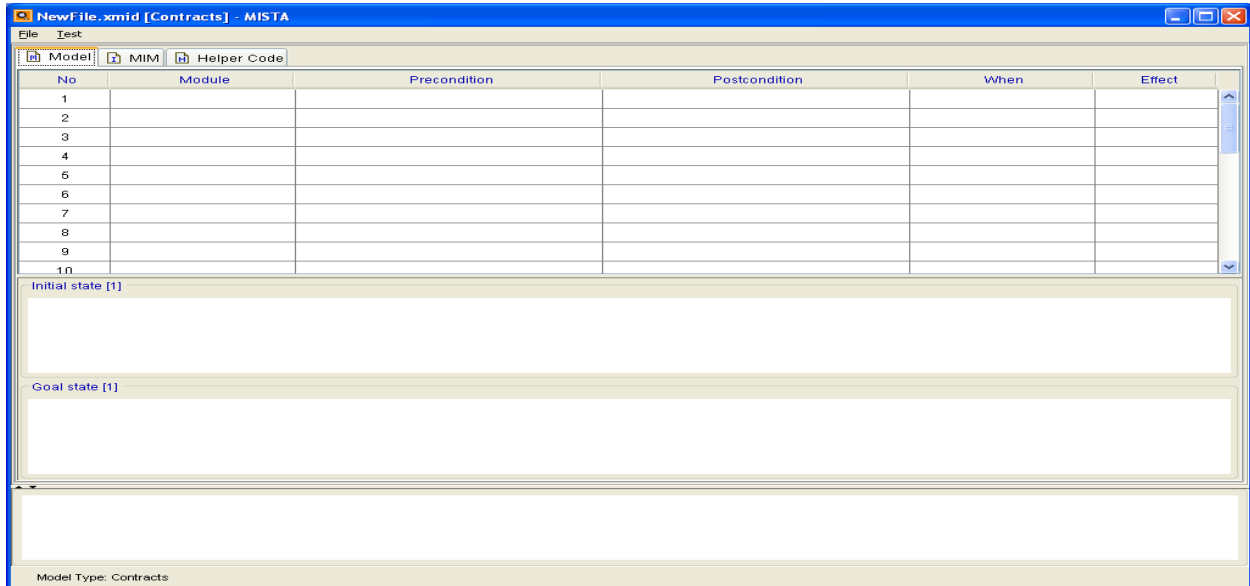 NewFile.xmid [Contracts] - MISTA
File Test
Model MIM Helper Code
No Module Precondition Postcondition When Effect
1
2
3
4
5
6
7
8
9
10
Initial state [1]
Goal state [1]
Model Type: Contracts